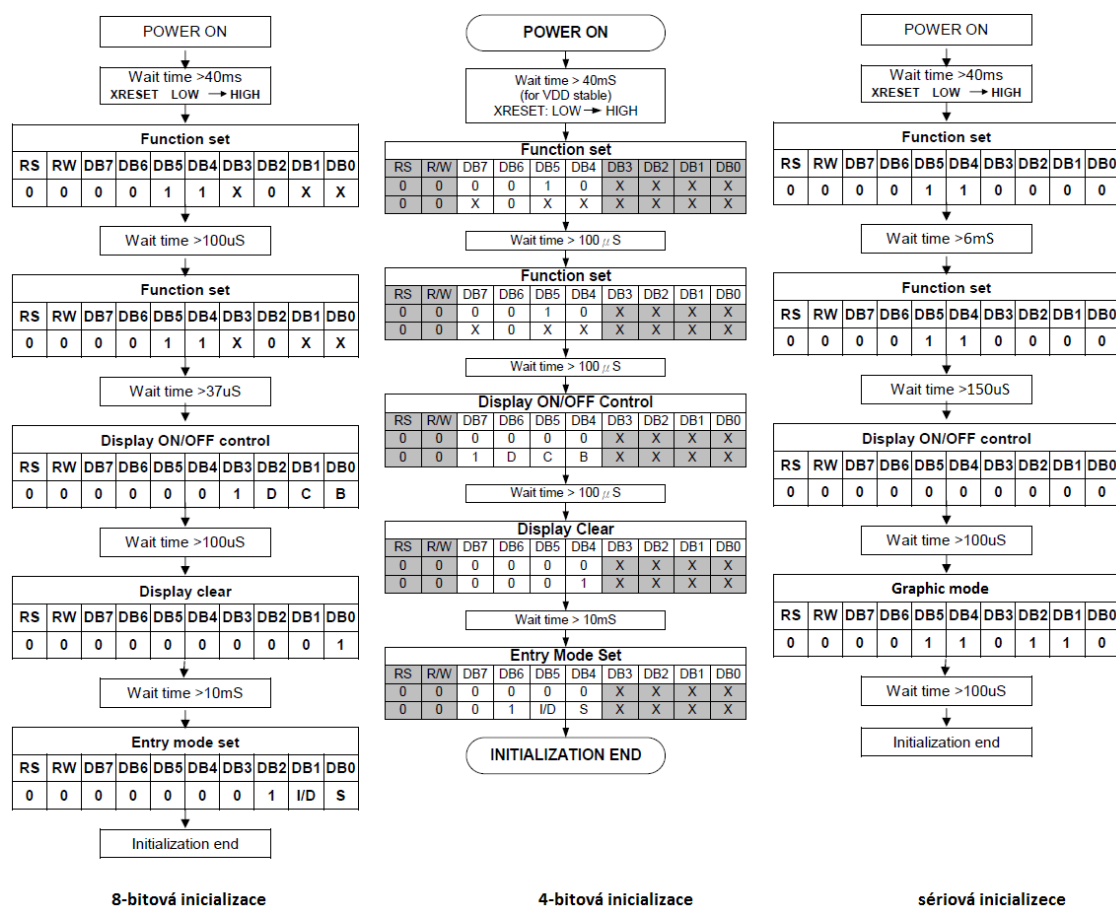 POWER ON
Wait time >40ms
XRESET LOW → HIGH
Function set
RS RW DB7 DB6 DB5 DB4 DB3 DB2 DB1 DB0
0 0 0 0 1 1 X 0 X X
Wait time >100uS
Function set
RS RW DB7 DB6 DB5 DB4 DB3 DB2 DB1 DB0
0 0 0 0 1 1 X 0 X X
Wait time >37uS
Display ON/OFF control
RS RW DB7 DB6 DB5 DB4 DB3 DB2 DB1 DB0
0 0 0 0 0 0 1 D C B
Wait time >100uS
Display clear
RS RW DB7 DB6 DB5 DB4 DB3 DB2 DB1 DB0
0 0 0 0 0 0 0 0 0 1
Wait time >10mS
Entry mode set
RS RW DB7 DB6 DB5 DB4 DB3 DB2 DB1 DB0
0 0 0 0 0 0 0 1 I/D S
Initialization end
8-bitová inicializace
POWER ON
Wait time > 40mS
(for VDD stable)
XRESET: LOW → HIGH
Function set
RS R/W DB7 DB6 DB5 DB4 DB3 DB2 DB1 DB0
0 0 0 0 1 0 X X X X
0 0 X 0 X X X X X X
Wait time > 100μS
Function set
RS R/W DB7 DB6 DB5 DB4 DB3 DB2 DB1 DB0
0 0 0 0 1 0 X X X X
0 0 X 0 X X X X X X
Wait time > 100μS
Display ON/OFF Control
RS R/W DB7 DB6 DB5 DB4 DB3 DB2 DB1 DB0
0 0 0 0 0 0 X X X X
0 0 1 D C B X X X X
Wait time > 100μS
Display Clear
RS R/W DB7 DB6 DB5 DB4 DB3 DB2 DB1 DB0
0 0 0 0 0 0 X X X X
0 0 0 0 0 1 X X X X
Wait time > 10mS
Entry Mode Set
RS R/W DB7 DB6 DB5 DB4 DB3 DB2 DB1 DB0
0 0 0 0 0 0 X X X X
0 0 0 1 I/D S X X X X
INITIALIZATION END
4-bitová inicializace
POWER ON
Wait time >40ms
XRESET LOW → HIGH
Function set
RS RW DB7 DB6 DB5 DB4 DB3 DB2 DB1 DB0
0 0 0 0 1 1 0 0 0 0
Wait time >6mS
Function set
RS RW DB7 DB6 DB5 DB4 DB3 DB2 DB1 DB0
0 0 0 0 1 1 0 0 0 0
Wait time >150uS
Display ON/OFF control
RS RW DB7 DB6 DB5 DB4 DB3 DB2 DB1 DB0
0 0 0 0 0 0 0 0 0 0
Wait time >100uS
Graphic mode
RS RW DB7 DB6 DB5 DB4 DB3 DB2 DB1 DB0
0 0 0 0 1 1 0 1 1 0
Wait time >100uS
Initialization end
sériová inicializece